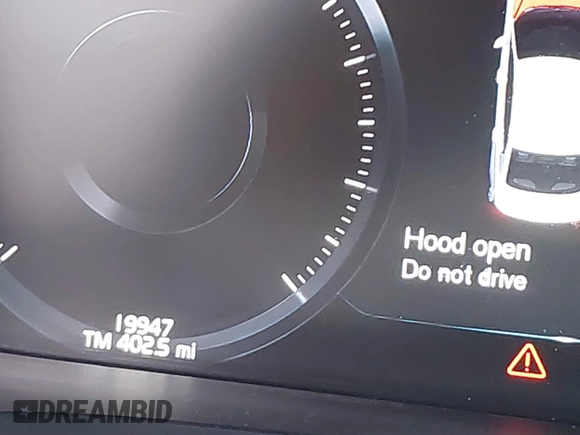 Hood open
Do not drive
19947
TM 402.5 mi
DREAMBID